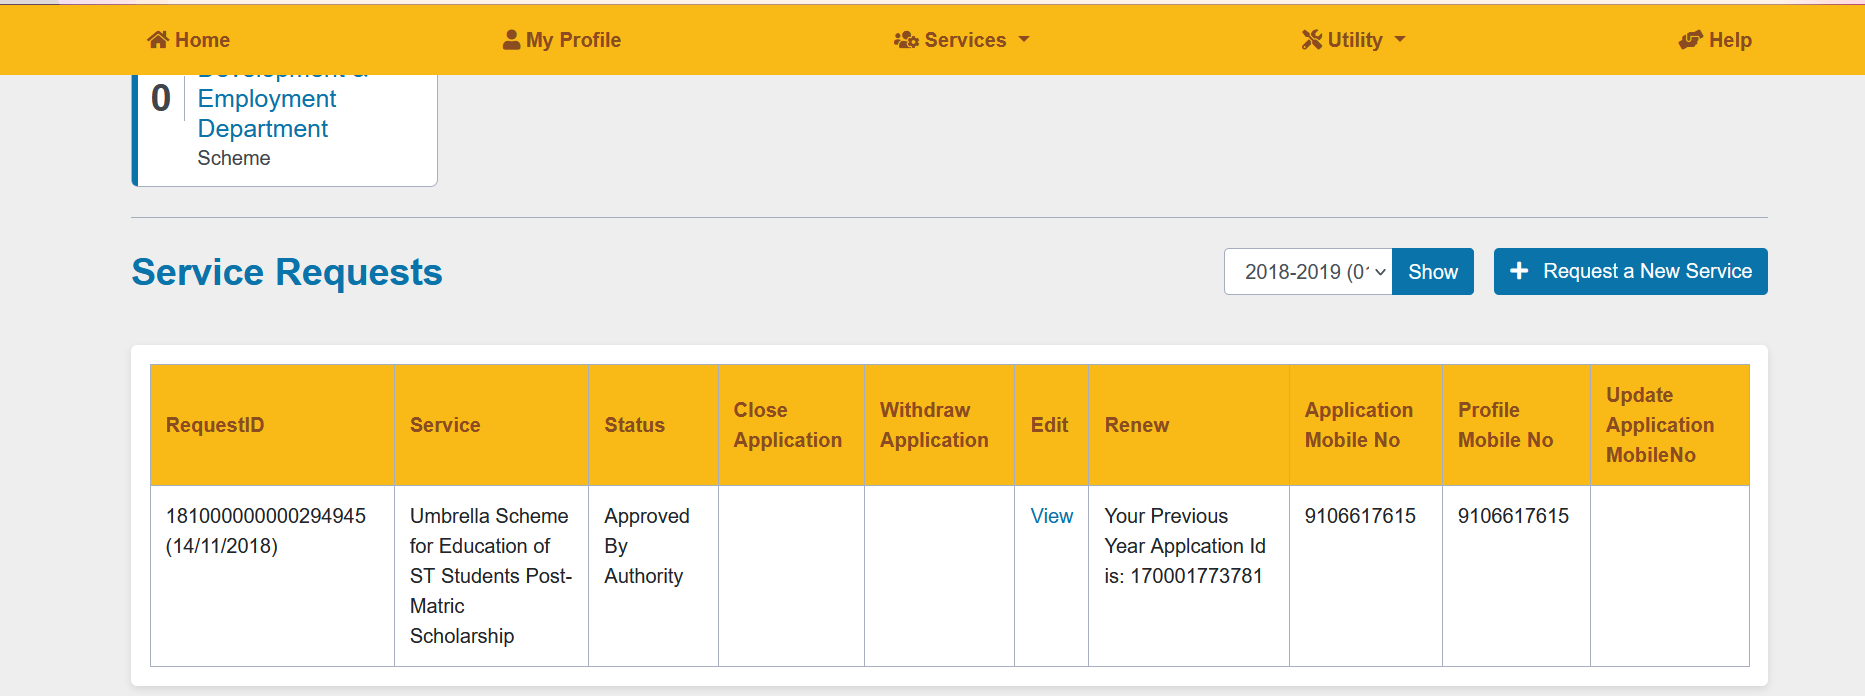 Home My Profile Services Utility Help
0
Employment
Department
Scheme
Service Requests
2018-2019 (0 Show + Request a New Service
RequestID Service Status Close Application Withdraw Application Edit Renew Application Mobile No Profile Mobile No Update Application MobileNo
181000000000294945
(14/11/2018)
Umbrella Scheme
for Education of
ST Students Post-
Matric
Scholarship
Approved
By
Authority
View
Your Previous
Year Applcation Id
is: 170001773781
9106617615
9106617615